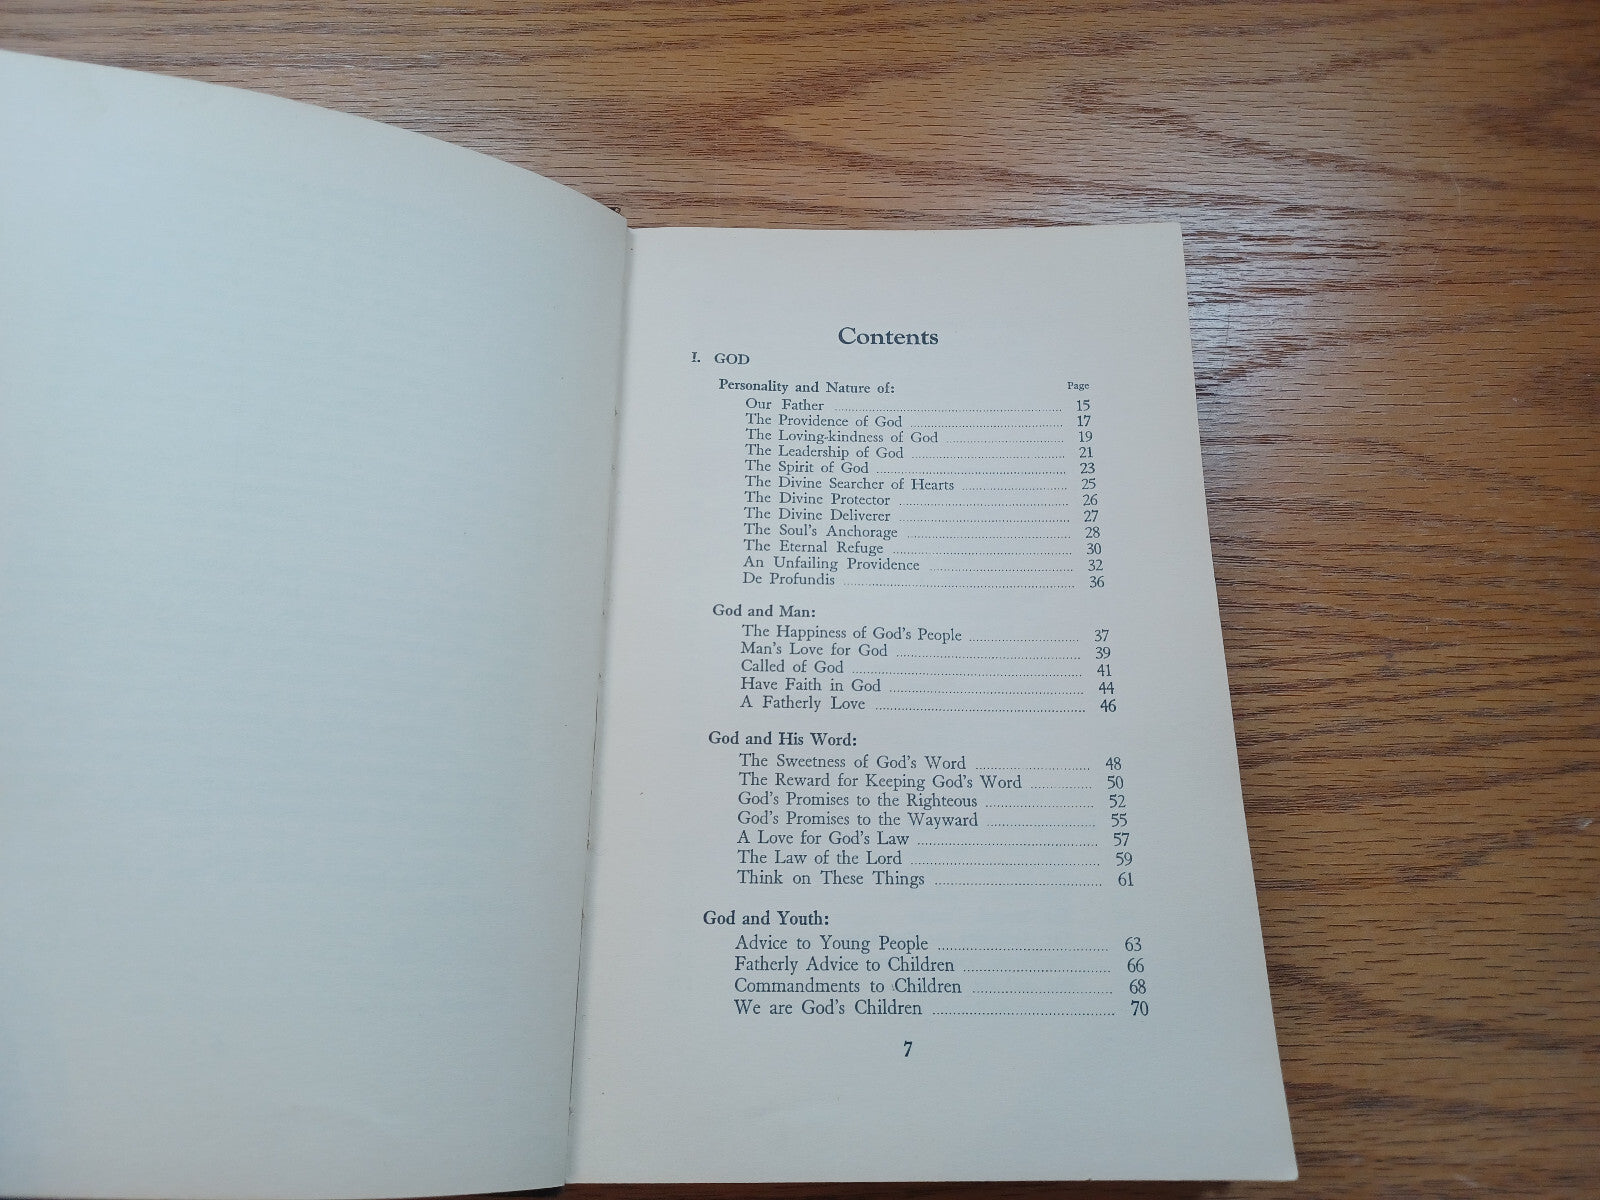 Contents
I. GOD
Personality and Nature of: Page
Our Father 15
The Providence of God 17
The Loving-kindness of God 19
The Leadership of God 21
The Spirit of God 23
The Divine Searcher of Hearts 25
The Divine Protector 26
The Divine Deliverer 27
The Soul's Anchorage 28
The Eternal Refuge 30
An Unfailing Providence 32
De Profundis 36
God and Man:
The Happiness of God's People 37
Man's Love for God 39
Called of God 41
Have Faith in God 44
A Fatherly Love 46
God and His Word:
The Sweetness of God's Word 48
The Reward for Keeping God's Word 50
God's Promises to the Righteous 52
God's Promises to the Wayward 55
A Love for God's Law 57
The Law of the Lord 59
Think on These Things 61
God and Youth:
Advice to Young People 63
Fatherly Advice to Children 66
Commandments to Children 68
We are God's Children 70
7